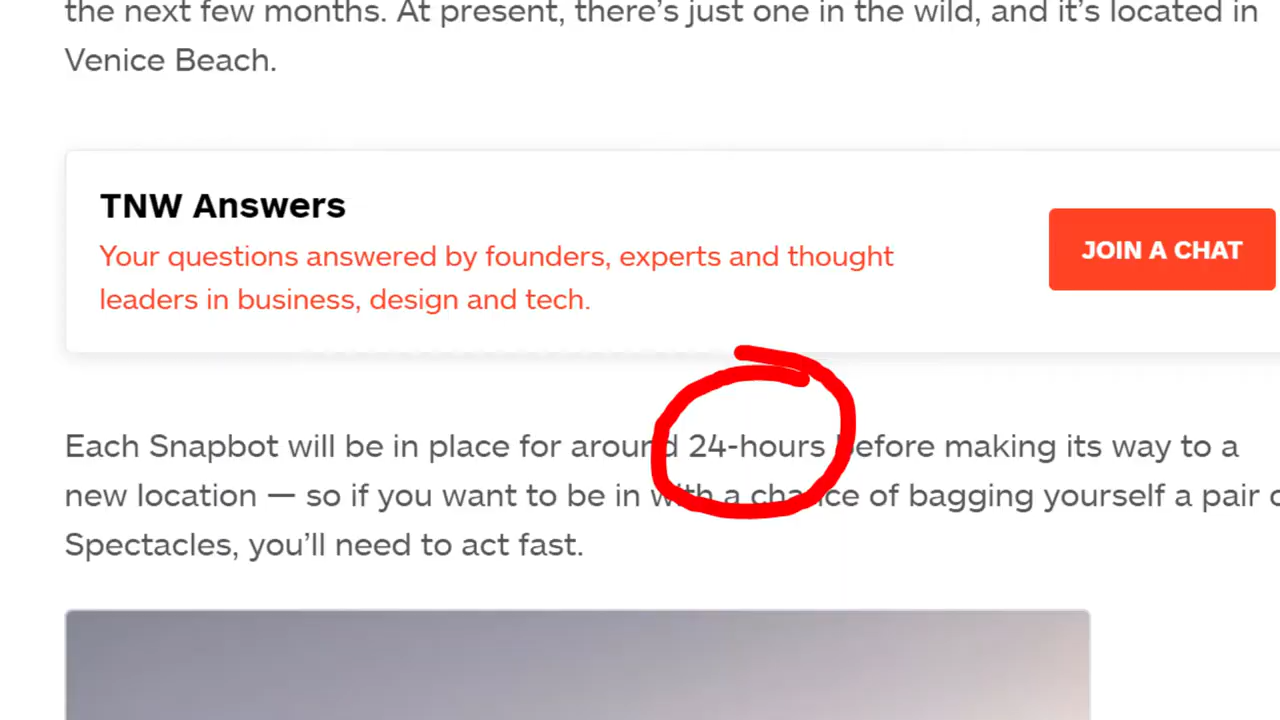 the next few months. At present, there's just one in the wild, and it's located in
Venice Beach.
TNW Answers
Your questions answered by founders, experts and thought
leaders in business, design and tech.
JOIN A CHAT
Each Snapbot will be in place for around 24-hours before making its way to a
new location — so if you want to be in with a chance of bagging yourself a pair
Spectacles, you'll need to act fast.